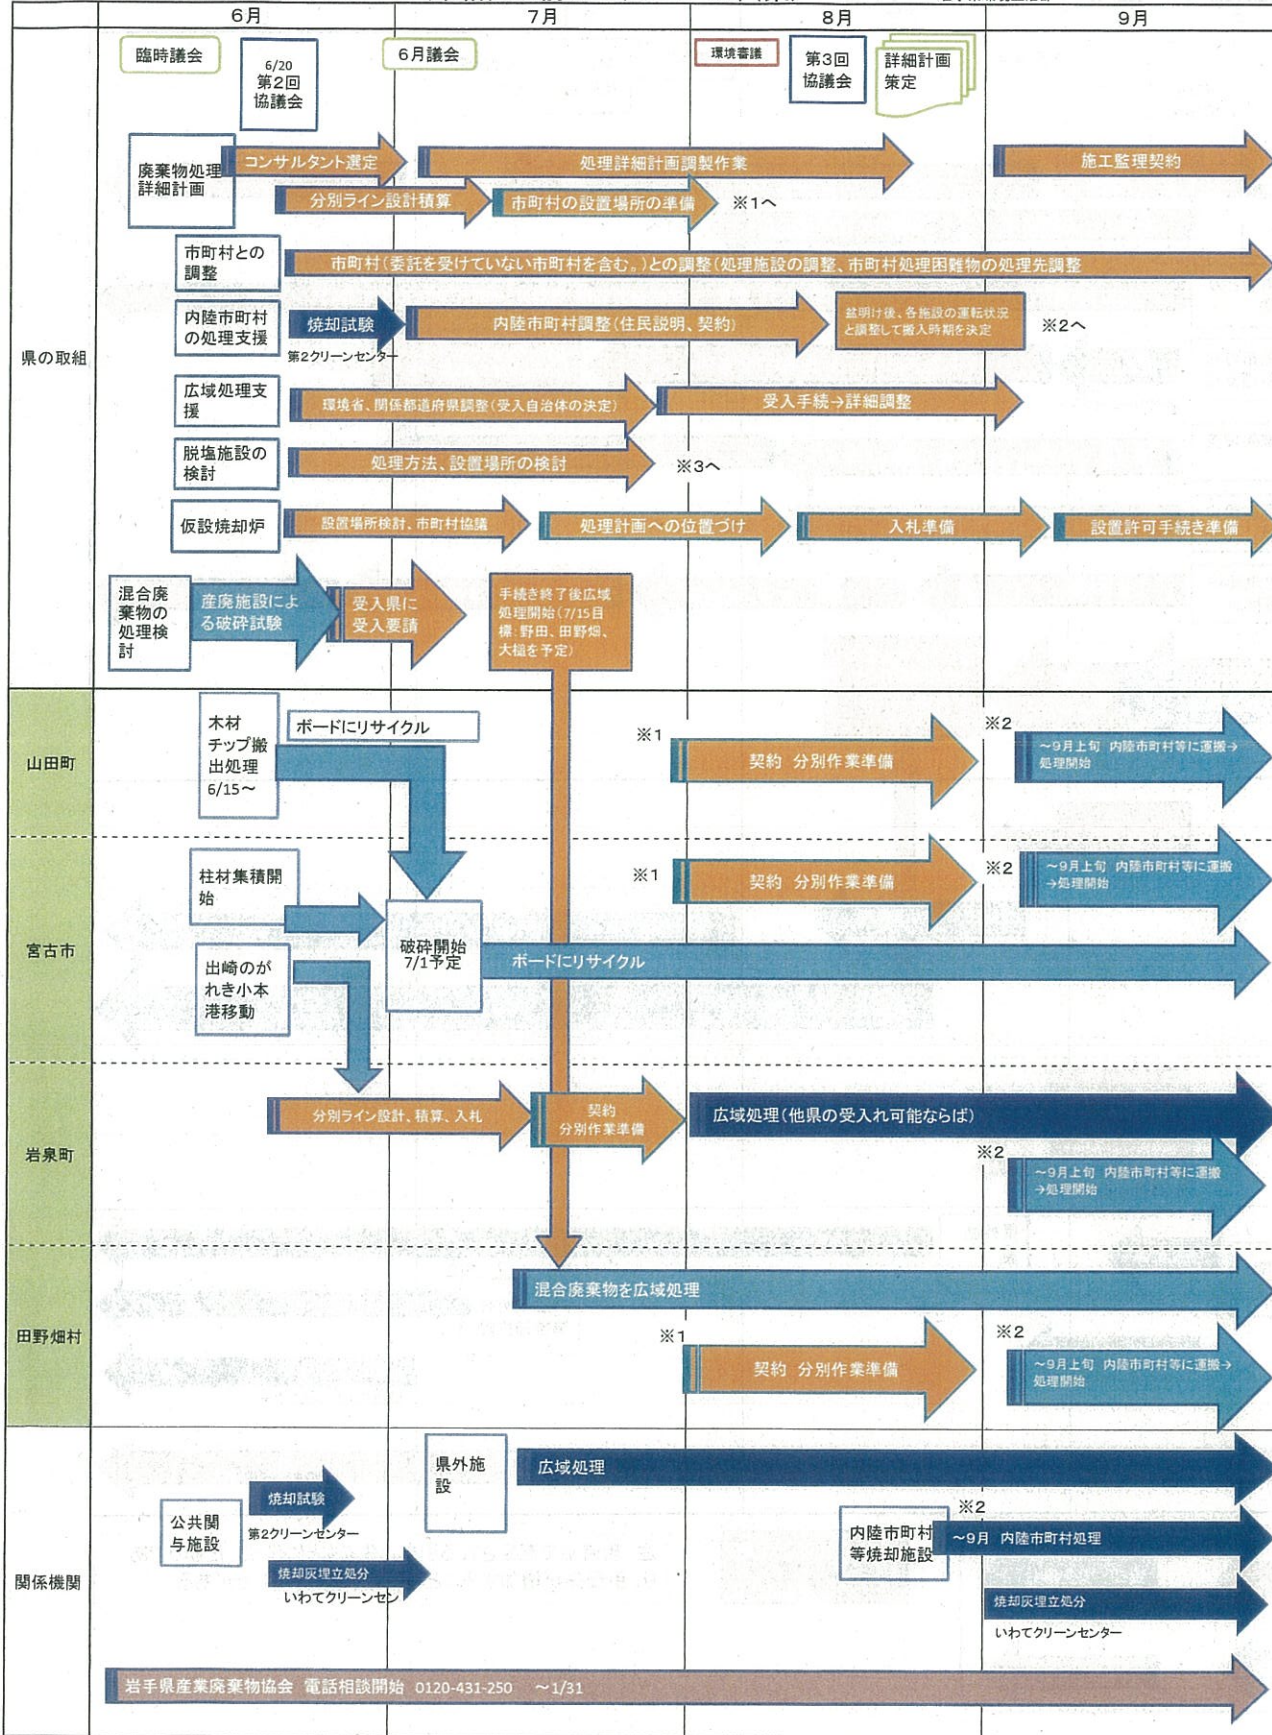 6月
7月
8月
9月
臨時議会
6/20
第2回
協議会
6月議会
環境審議
第3回
協議会
詳細計画
策定
県の取組
廃棄物処理
詳細計画
コンサルタント選定
処理詳細計画調製作業
施工監理契約
分別ライン設計積算
市町村の設置場所の準備
※1へ
市町村との
調整
市町村(委託を受けていない市町村を含む。)との調整(処理施設の調整、市町村処理困難物の処理先調整
内陸市町村
の処理支援
焼却試験
第2クリーンセンター
内陸市町村調整(住民説明、契約)
盆明け後、各施設の運転状況
と調整して搬入時期を決定
※2へ
広域処理支
援
環境省、関係都道府県調整(受入自治体の決定)
受入手続→詳細調整
脱塩施設の
検討
処理方法、設置場所の検討
※3へ
仮設焼却炉
設置場所検討、市町村協議
処理計画への位置づけ
入札準備
設置許可手続き準備
混合廃
棄物の
処理検
討
産廃施設によ
る破砕試験
受入県に
受入要請
手続き終了後広域
処理開始(7/15目
標:野田、田野畑、
大槌を予定)
山田町
木材
チップ搬
出処理
6/15～
ボードにリサイクル
※1
契約 分別作業準備
※2
～9月上旬 内陸市町村等に運搬→
処理開始
宮古市
柱材集積開
始
出崎のが
れき小本
港移動
破砕開始
7/1予定
※1
契約 分別作業準備
※2
～9月上旬 内陸市町村等に運搬
→処理開始
ボードにリサイクル
岩泉町
分別ライン設計、積算、入札
契約
分別作業準備
広域処理(他県の受入れ可能ならば)
※2
～9月上旬 内陸市町村等に運搬
→処理開始
田野畑村
混合廃棄物を広域処理
※1
契約 分別作業準備
※2
～9月上旬 内陸市町村等に運搬→
処理開始
関係機関
公共関
与施設
焼却試験
第2クリーンセンター
焼却灰埋立処分
いわてクリーンセン
県外施
設
広域処理
内陸市町村
等焼却施設
※2
～9月 内陸市町村処理
焼却灰埋立処分
いわてクリーンセンター
岩手県産業廃棄物協会 電話相談開始 0120-431-250 ～1/31